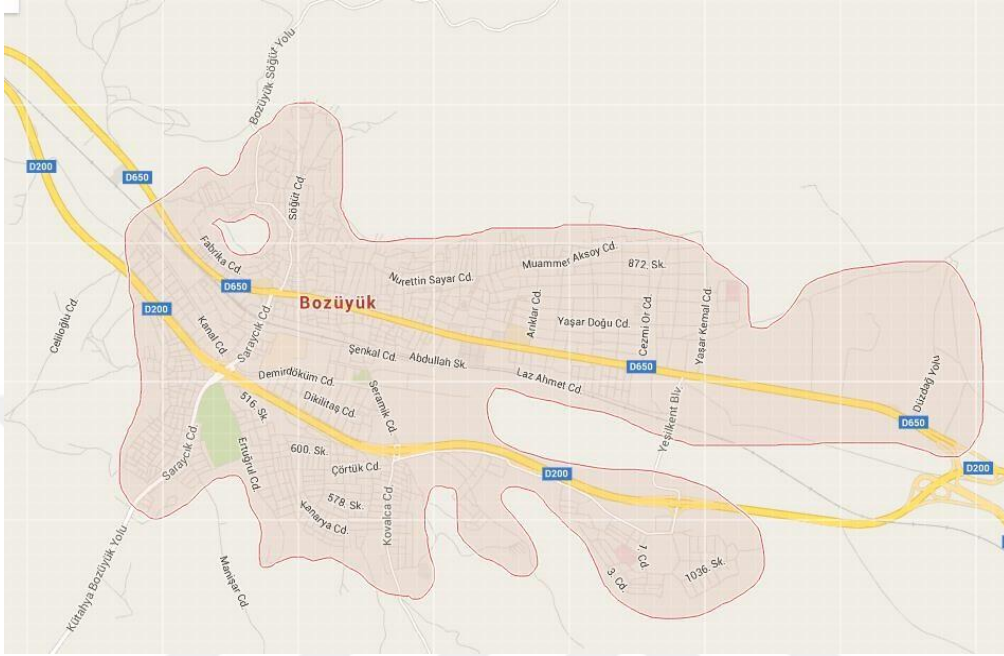 Bozüyük Söğüt Yolu
D200
D650
Söğüt Cd.
Fabrika Cd.
Muammer Aksoy Cd.
872. Sk.
Nurettin Sayar Cd.
D650
Bozüyük
D200
Celiloğlu Cd.
Kanal Cd.
Saraycık Cd.
Arıklar Cd.
Yaşar Doğu Cd.
Cezmi Or Cd.
Yaşar Kemal Cd.
Şenkal Cd.
Abdullah Sk.
D650
Laz Ahmet Cd.
Demirdöküm Cd.
Dikilitaş Cd.
Seramik Cd.
516. Sk.
Düzdağ Yolu
D650
Saraycık Cd.
Ertuğrul Cd.
600. Sk.
Çörtük Cd.
Yeşilkent Blv.
D200
D200
578. Sk.
Kanarya Cd.
Kovalca Cd.
Kütahya Bozüyük Yolu
Manişar Cd.
1. Cd.
3. Cd.
1036. Sk.